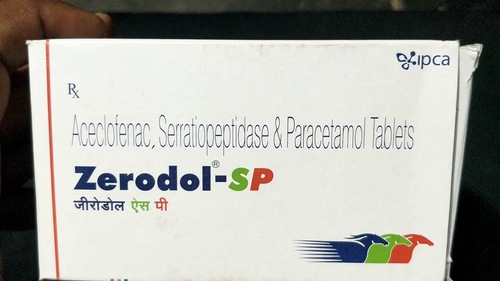 ipca
Rx
Aceclofenac, Serratiopeptidase & Paracetamol Tablets
Zerodol®-SP
जीरोडोल ऐस पी